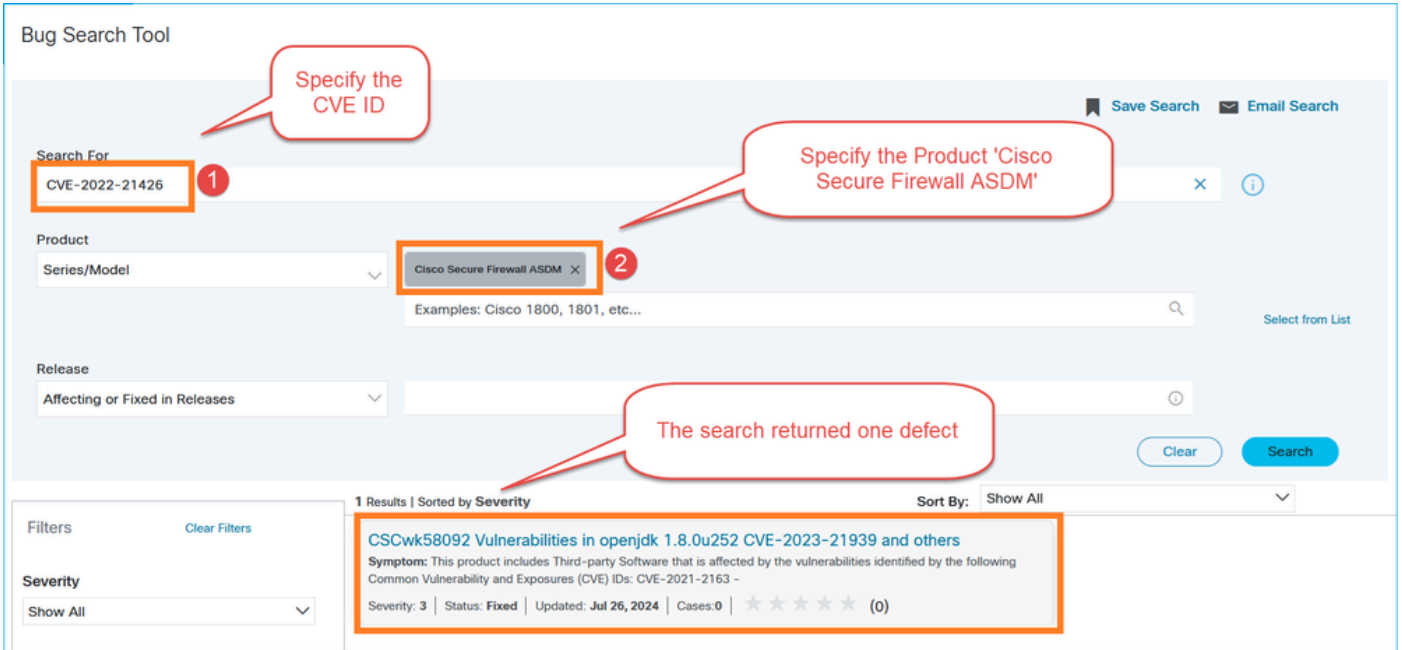 Bug Search Tool
Specify the
CVE ID
Save Search
Email Search
Search For
Specify the Product 'Cisco
Secure Firewall ASDM'
CVE-2022-21426
1
Product
Series/Model
Cisco Secure Firewall ASDM
2
Examples: Cisco 1800, 1801, etc...
Select from List
Release
Affecting or Fixed in Releases
The search returned one defect
Clear
Search
1 Results | Sorted by Severity
Sort By:
Show All
Filters
Clear Filters
CSCwk58092 Vulnerabilities in openjdk 1.8.0u252 CVE-2023-21939 and others
Symptom: This product includes Third-party Software that is affected by the vulnerabilities identified by the following
Common Vulnerability and Exposures (CVE) IDs: CVE-2021-2163 -
Severity
Severity: 3 | Status: Fixed | Updated: Jul 26, 2024 | Cases:0 | ★ ★ ★ ★ ★ (0)
Show All